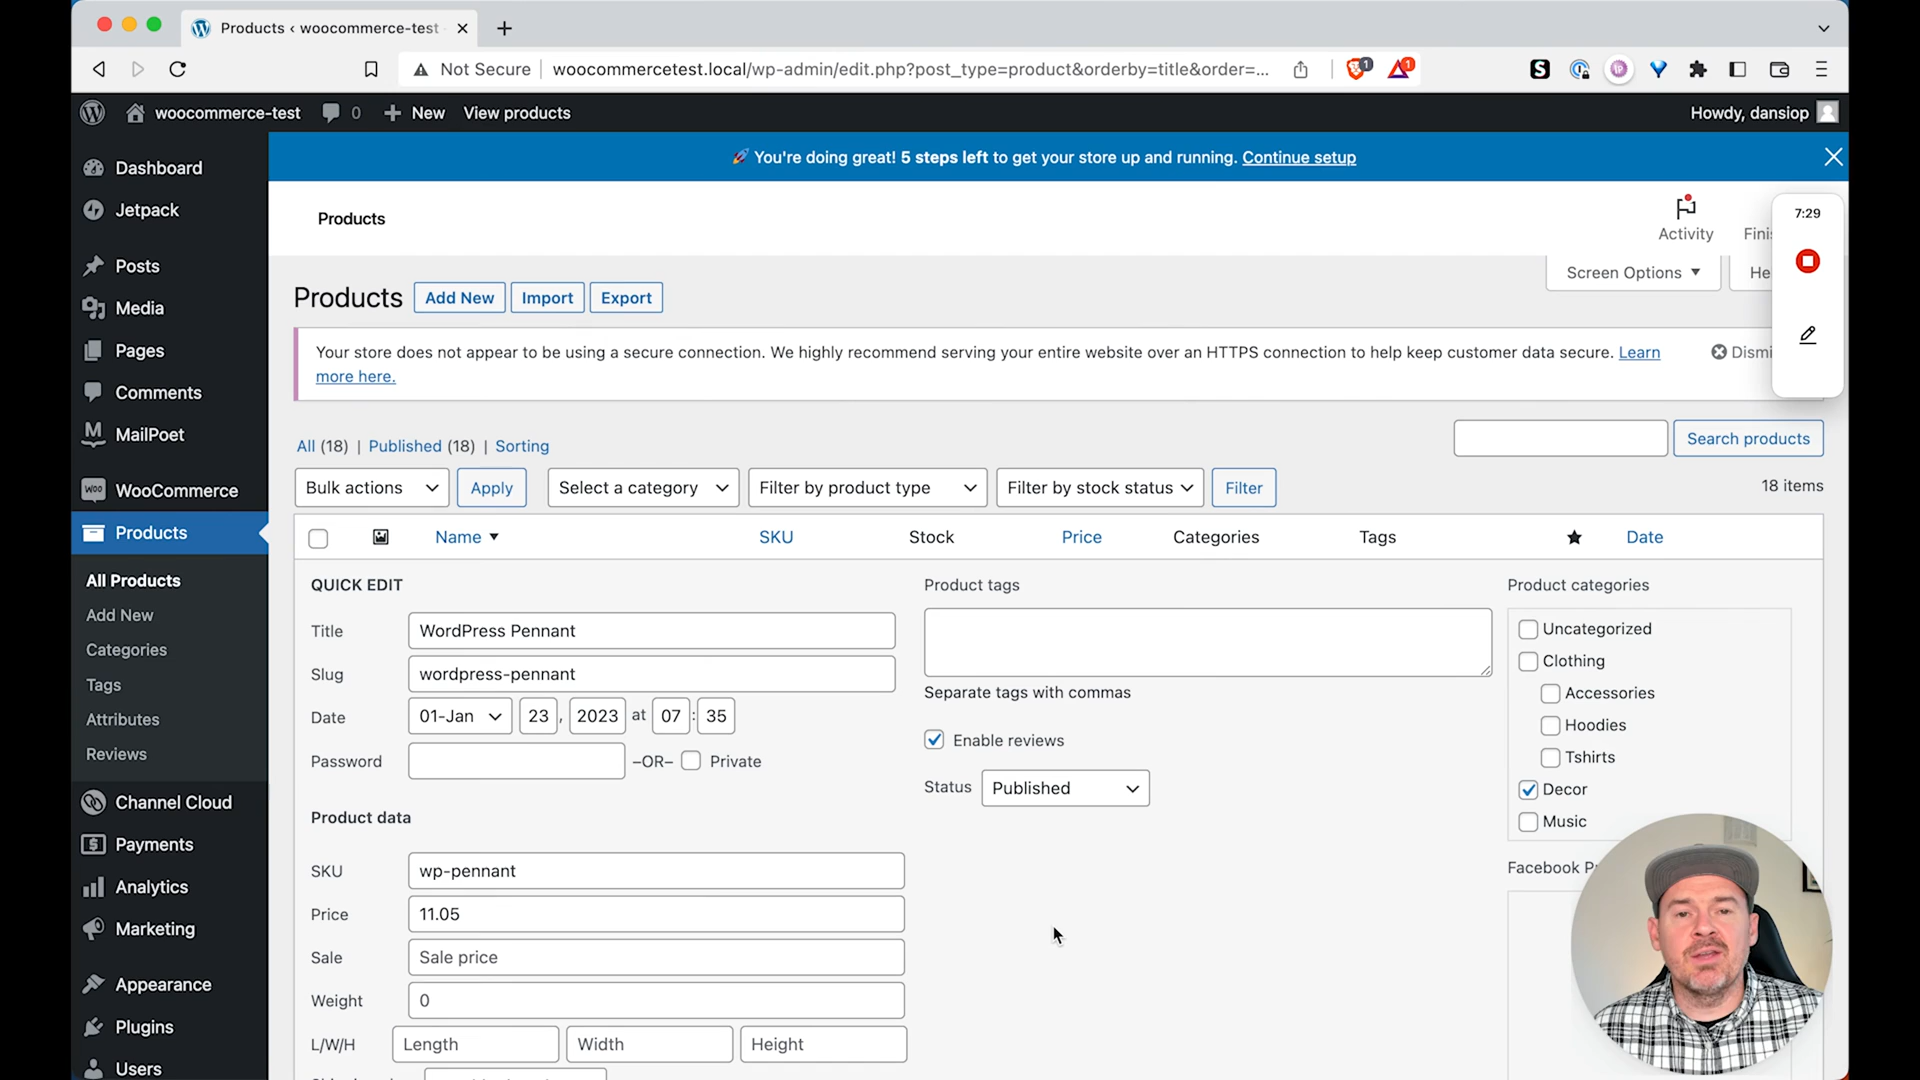 Products ‹ woocommerce-test
Not Secure
woocommercetest.local/wp-admin/edit.php?post_type=product&orderby=title&order=...
1
1
woocommerce-test
0
New
View products
Howdy, dansiop
Dashboard
Jetpack
Posts
Media
Pages
Comments
MailPoet
WooCommerce
Products
All Products
Add New
Categories
Tags
Attributes
Reviews
Channel Cloud
Payments
Analytics
Marketing
Appearance
Plugins
Users
🚀 You're doing great! 5 steps left to get your store up and running. Continue setup
Products
Activity
7:29
Screen Options ▼
Products
Add New
Import
Export
Your store does not appear to be using a secure connection. We highly recommend serving your entire website over an HTTPS connection to help keep customer data secure. Learn
more here.
All (18) | Published (18) | Sorting
Search products
Bulk actions
Apply
Select a category
Filter by product type
Filter by stock status
Filter
18 items
Name ▼
SKU
Stock
Price
Categories
Tags
Date
QUICK EDIT
Title
WordPress Pennant
Slug
wordpress-pennant
Date
01-Jan
23
,
2023
at
07
:
35
Password
–OR–
Private
Product data
SKU
wp-pennant
Price
11.05
Sale
Sale price
Weight
0
L/W/H
Length
Width
Height
Product tags
Separate tags with commas
Enable reviews
Status
Published
Product categories
Uncategorized
Clothing
Accessories
Hoodies
Tshirts
Decor
Music
Facebook